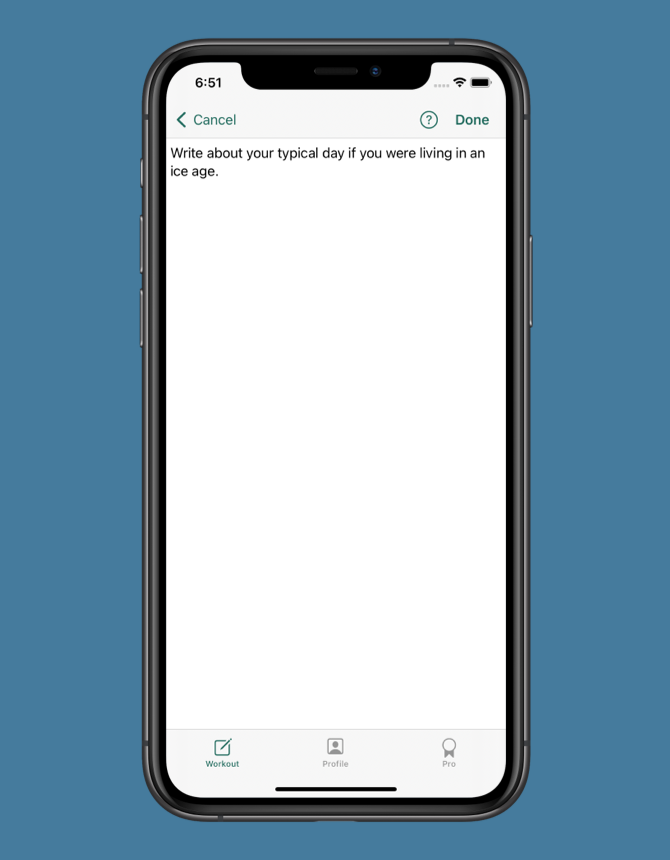 6:51
Cancel
? Done
Write about your typical day if you were living in an
ice age.
Workout Profile Pro